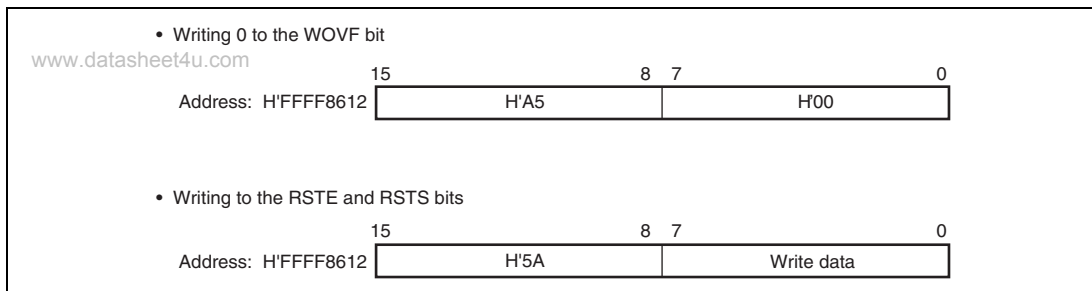 • Writing 0 to the WOVF bit
www.datasheet4u.com
15 8 7 0
Address: H'FFFF8612 H'A5 H'00
• Writing to the RSTE and RSTS bits
15 8 7 0
Address: H'FFFF8612 H'5A Write data